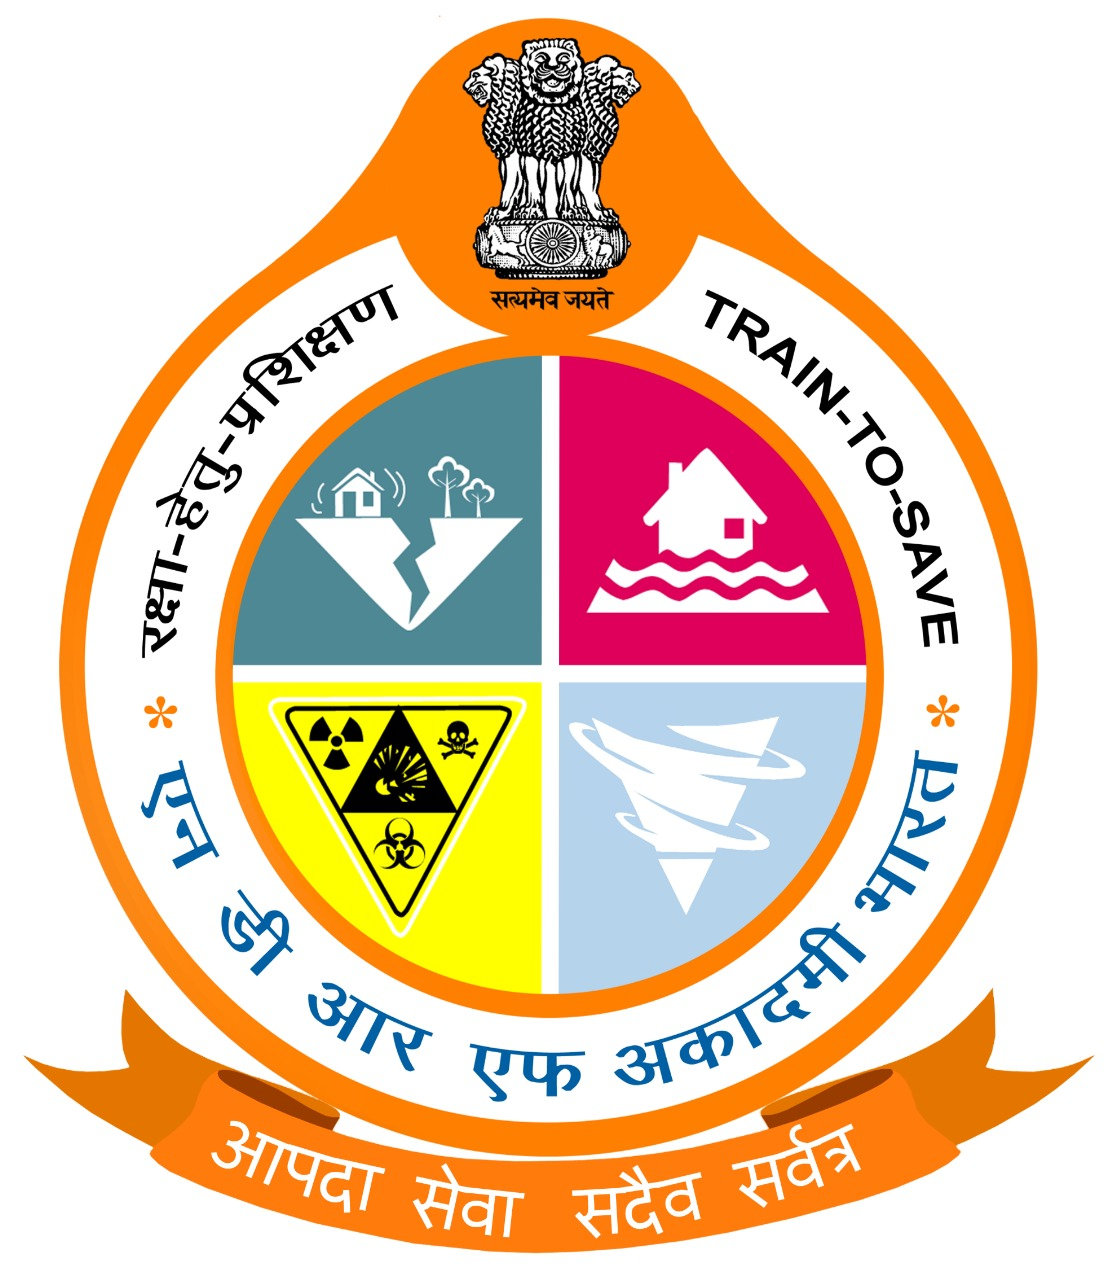 सत्यमेव जयते
रक्षा-हेतु-प्रशिक्षण
TRAIN-TO-SAVE
* एन डी आर एफ अकादमी भारत *
आपदा सेवा सदैव सर्वत्र